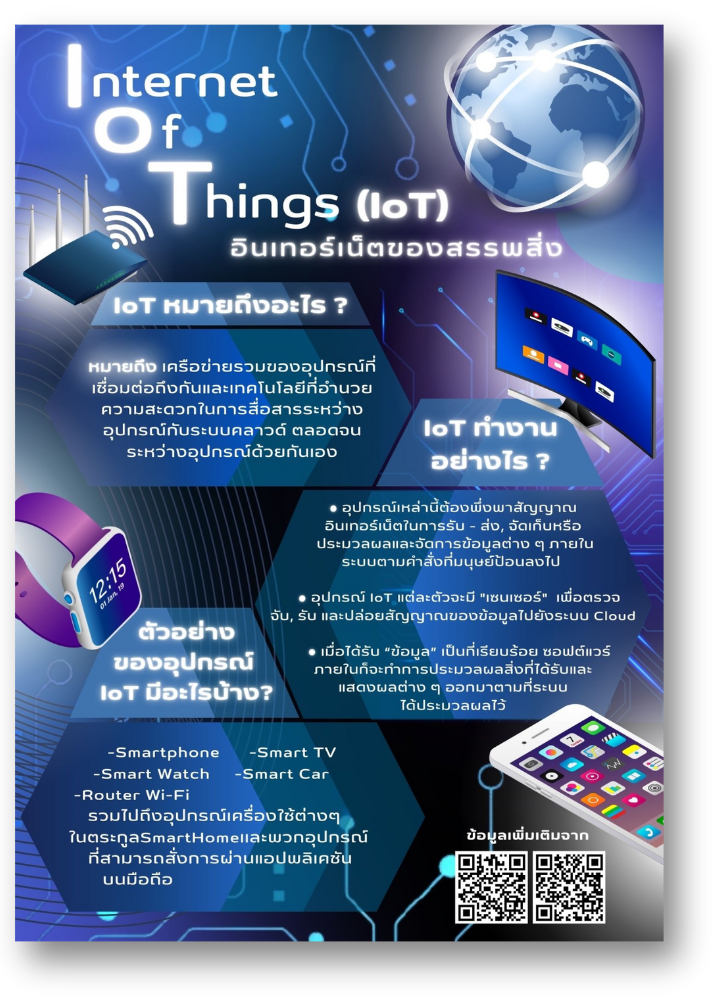 Internet
Of
Things (IoT)
อินเทอร์เน็ตของสรรพสิ่ง
IoT หมายถึงอะไร ?
หมายถึง เครือข่ายรวมของอุปกรณ์ที่
เชื่อมต่อถึงกันและเทคโนโลยีที่อำนวย
ความสะดวกในการสื่อสารระหว่าง
อุปกรณ์กับระบบคลาวด์ ตลอดจน
ระหว่างอุปกรณ์ด้วยกันเอง
IoT ทำงาน
อย่างไร ?
• อุปกรณ์เหล่านี้ต้องพึ่งพาสัญญาณ
อินเทอร์เน็ตในการรับ - ส่ง, จัดเก็บหรือ
ประมวลผลและจัดการข้อมูลต่าง ๆ ภายใน
ระบบตามคำสั่งที่มนุษย์ป้อนลงไป
• อุปกรณ์ IoT แต่ละตัวจะมี "เซนเซอร์" เพื่อตรวจ
จับ, รับ และปล่อยสัญญาณของข้อมูลไปยังระบบ Cloud
• เมื่อได้รับ “ข้อมูล” เป็นที่เรียบร้อย ซอฟต์แวร์
ภายในก็จะทำการประมวลผลสิ่งที่ได้รับและ
แสดงผลต่าง ๆ ออกมาตามที่ระบบ
ได้ประมวลผลไว้
12:15
01 Jan, 19
ตัวอย่าง
ของอุปกรณ์
IoT มีอะไรบ้าง?
-Smartphone -Smart TV
-Smart Watch -Smart Car
-Router Wi-Fi
รวมไปถึงอุปกรณ์เครื่องใช้ต่างๆ
ในตระกูลSmartHomeและพวกอุปกรณ์
ที่สามารถสั่งการผ่านแอปพลิเคชัน
บนมือถือ
ข้อมูลเพิ่มเติมจาก